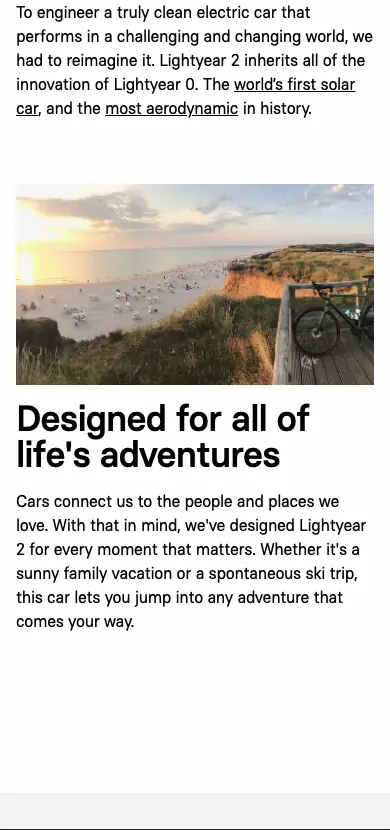 To engineer a truly clean electric car that
performs in a challenging and changing world, we
had to reimagine it. Lightyear 2 inherits all of the
innovation of Lightyear 0. The world’s first solar
car, and the most aerodynamic in history.
Designed for all of
life's adventures
Cars connect us to the people and places we
love. With that in mind, we've designed Lightyear
2 for every moment that matters. Whether it's a
sunny family vacation or a spontaneous ski trip,
this car lets you jump into any adventure that
comes your way.